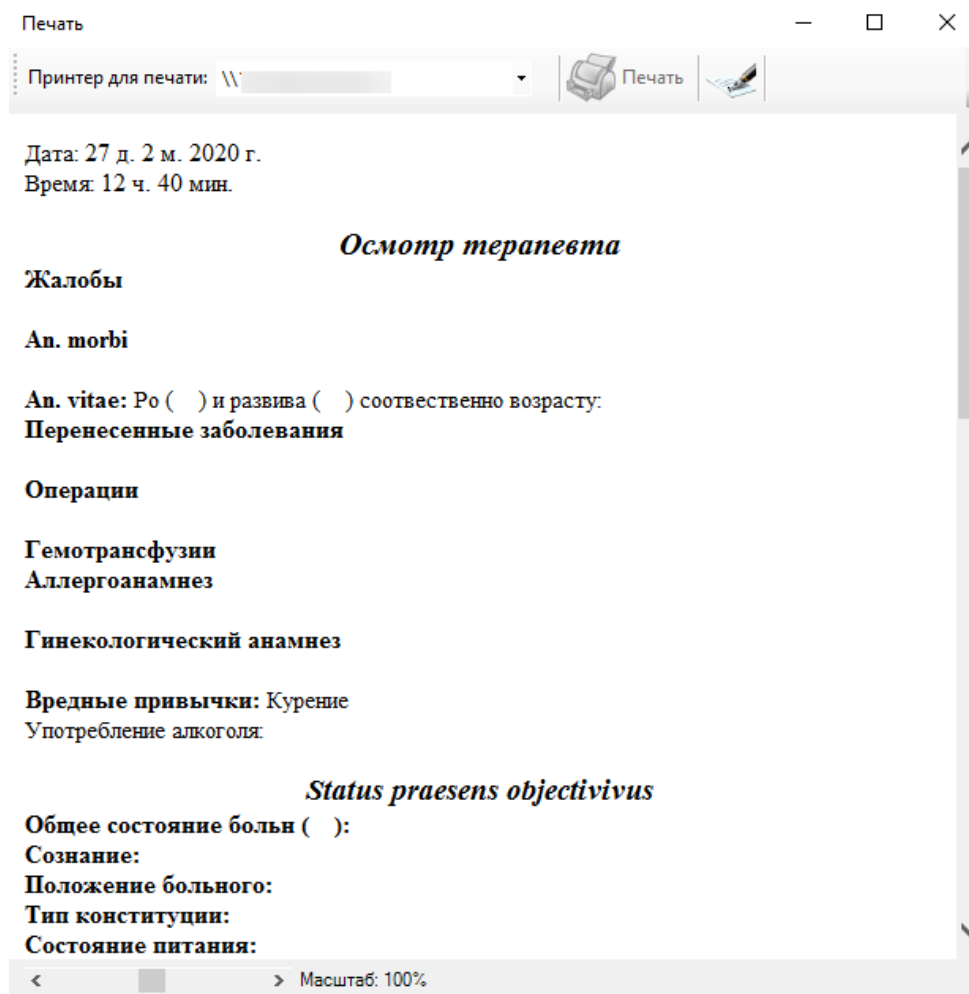 Печать
Принтер для печати: \\
Печать
Дата: 27 д. 2 м. 2020 г.
Время: 12 ч. 40 мин.
Осмотр терапевта
Жалобы
An. morbi
An. vitae: Ро (   ) и развива (   ) соотвественно возрасту:
Перенесенные заболевания
Операции
Гемотрансфузии
Аллергоанамнез
Гинекологический анамнез
Вредные привычки: Курение
Употребление алкоголя:
Status praesens objectivivus
Общее состояние больн (   ):
Сознание:
Положение больного:
Тип конституции:
Состояние питания:
Масштаб: 100%